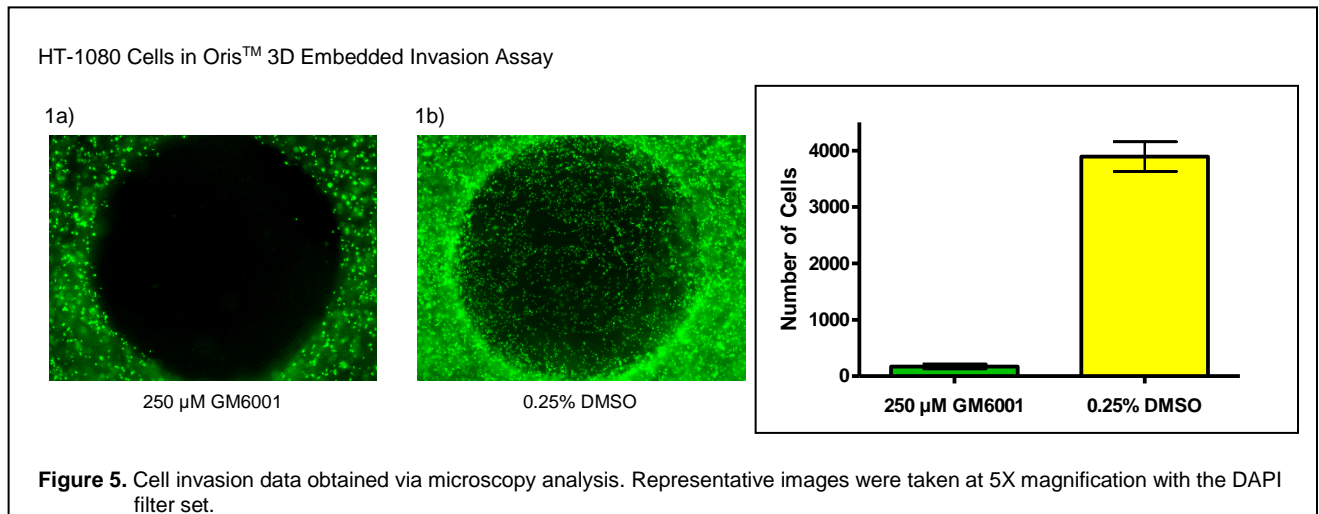 HT-1080 Cells in Oris™ 3D Embedded Invasion Assay
1a)
1b)
250 µM GM6001
0.25% DMSO
Number of Cells
4000
3000
2000
1000
0
250 µM GM6001
0.25% DMSO
Figure 5. Cell invasion data obtained via microscopy analysis. Representative images were taken at 5X magnification with the DAPI
filter set.